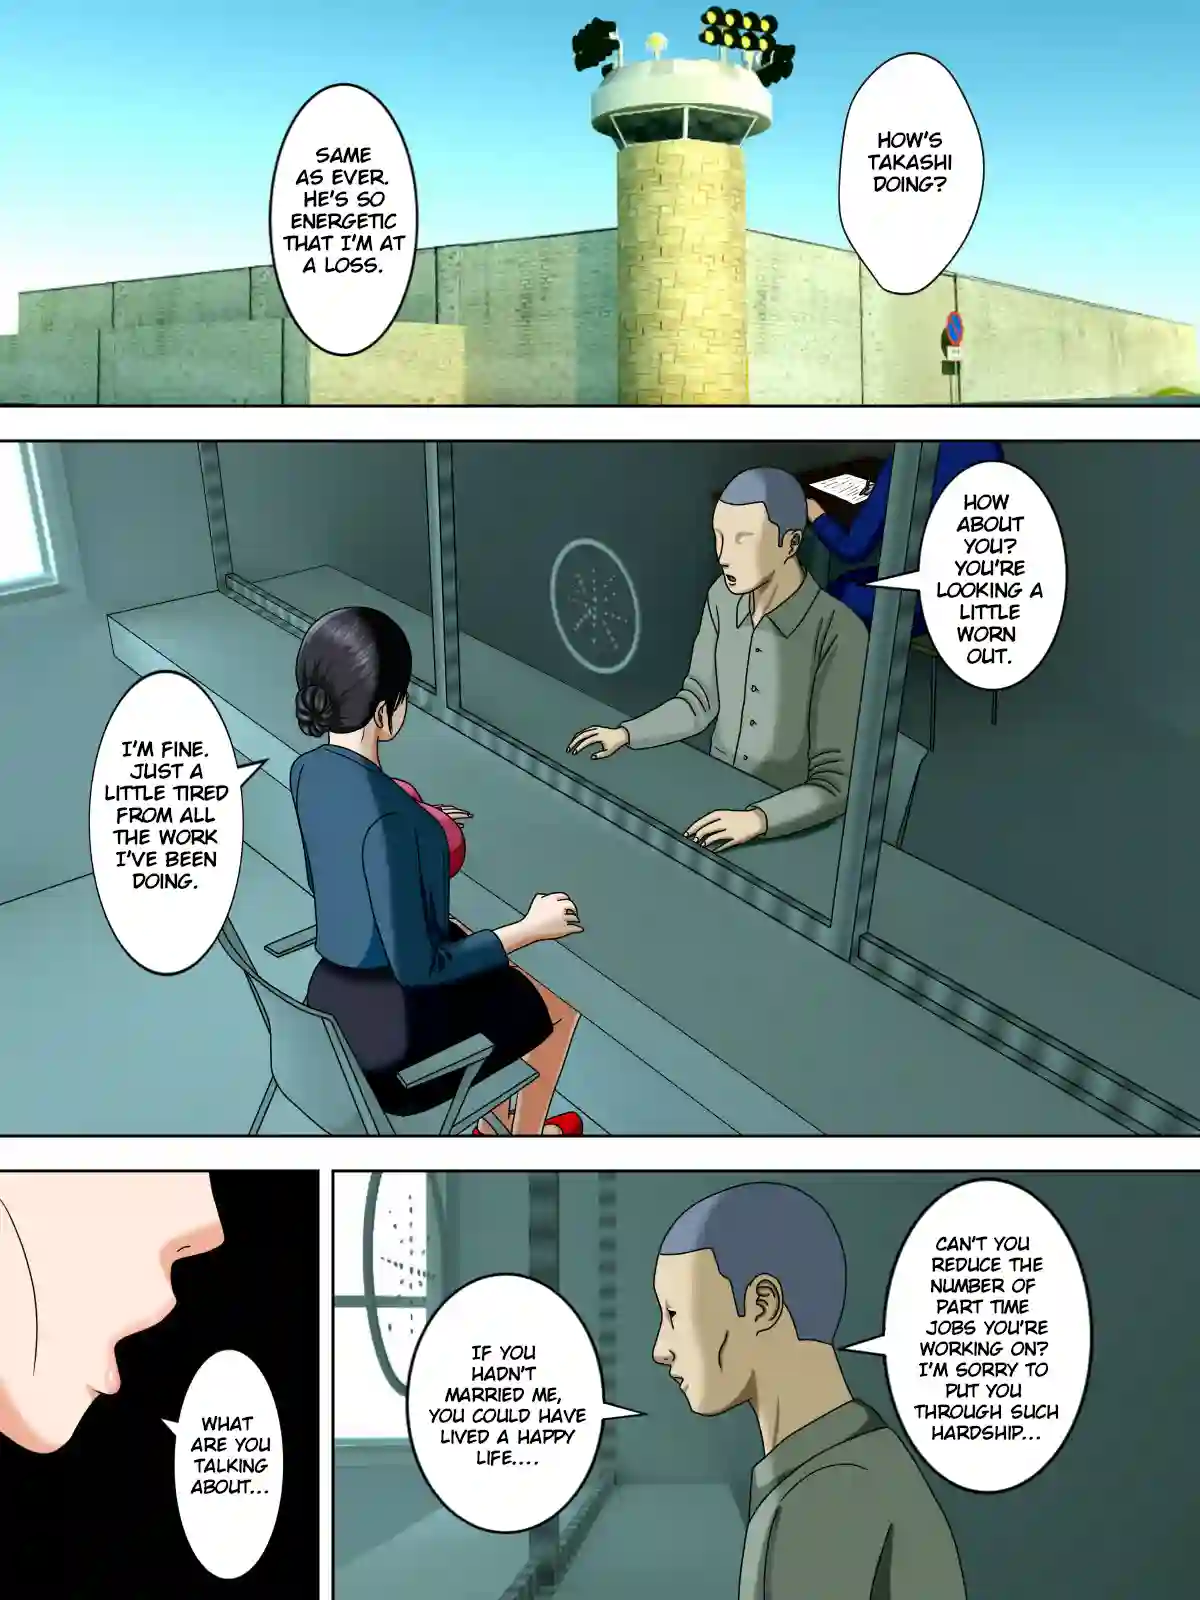 HOW'S
TAKASHI
DOING?
SAME
AS EVER.
HE'S SO
ENERGETIC
THAT I'M AT
A LOSS.
HOW
ABOUT
YOU?
YOU'RE
LOOKING A
LITTLE
WORN
OUT.
I'M FINE.
JUST A
LITTLE TIRED
FROM ALL
THE WORK
I'VE BEEN
DOING.
CAN'T YOU
REDUCE THE
NUMBER OF
PART TIME
JOBS YOU'RE
WORKING ON?
I'M SORRY TO
PUT YOU
THROUGH SUCH
HARDSHIP...
IF YOU
HADN'T
MARRIED ME,
YOU COULD HAVE
LIVED A HAPPY
LIFE....
WHAT
ARE YOU
TALKING
ABOUT...